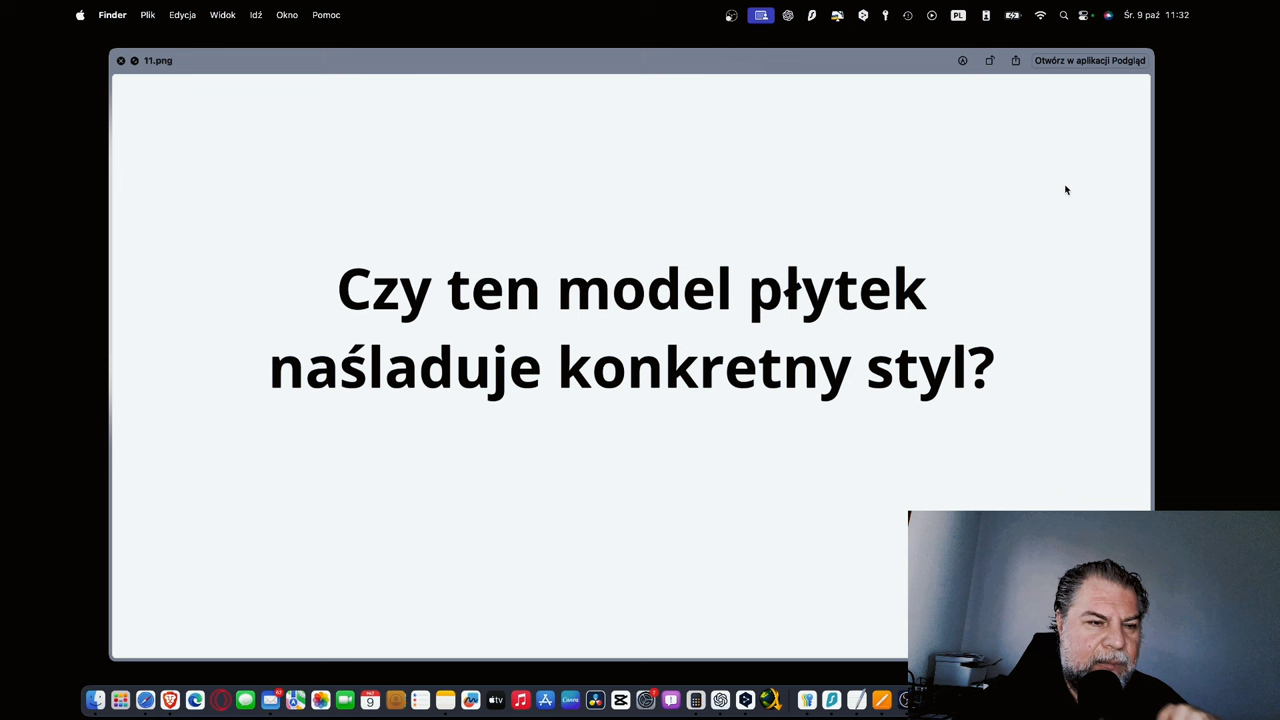 Finder Plik Edycja Widok Idź Okno Pomoc PL Śr. 9 paź 11:32
11.png Otwórz w aplikacji Podgląd
Czy ten model płytek
naśladuje konkretny styl?